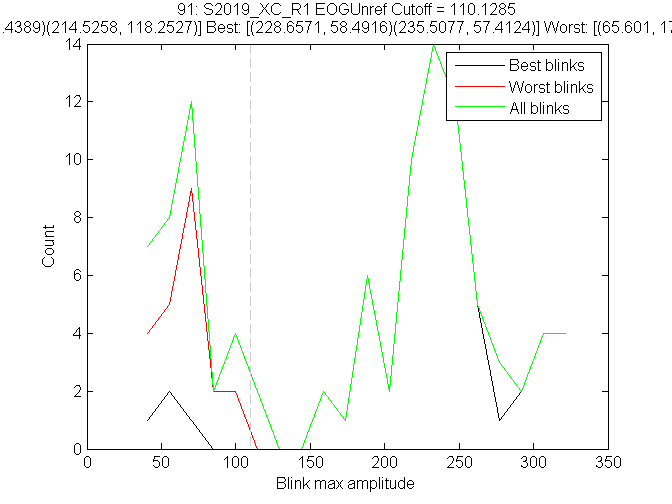 91: S2019_XC_R1 EOGUnref Cutoff = 110.1285
.4389)(214.5258, 118.2527)] Best: [(228.6571, 58.4916)(235.5077, 57.4124)] Worst: [(65.601, 17
14
12
10
8
6
4
2
0
Count
Best blinks
Worst blinks
All blinks
0 50 100 150 200 250 300 350
Blink max amplitude